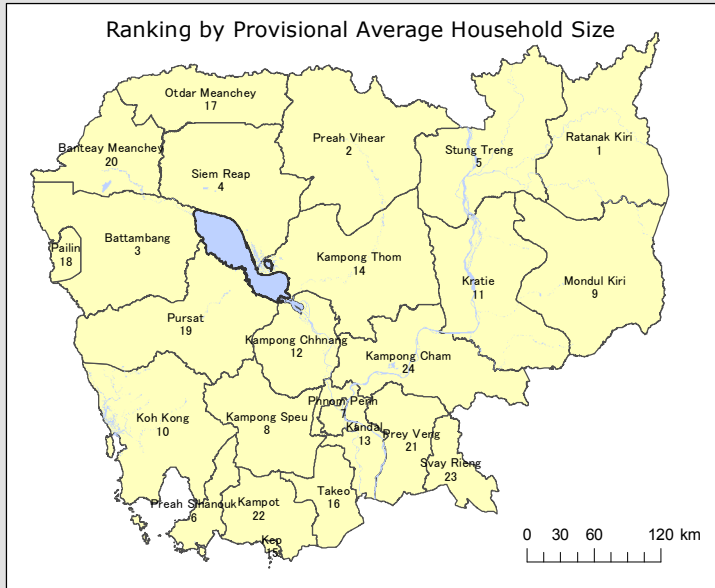 Ranking by Provisional Average Household Size
Otdar Meanchey
17
Banteay Meanchey
20
Siem Reap
4
Preah Vihear
2
Stung Treng
5
Ratanak Kiri
1
Pailin
18
Battambang
3
Kampong Thom
14
Kratie
11
Mondul Kiri
9
Pursat
19
Kampong Chhnang
12
Kampong Cham
24
Koh Kong
10
Kampong Speu
8
Phnom Penh
7
Kandal
13
Prey Veng
21
Svay Rieng
23
Preah Sihanouk
6
Kampot
22
Takeo
16
Kep
15
0 30 60 120 km